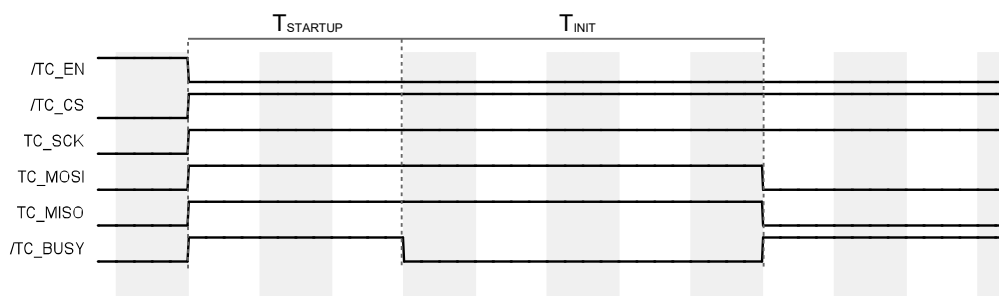 TSTARTUP TINIT
/TC_EN
/TC_CS
TC_SCK
TC_MOSI
TC_MISO
/TC_BUSY